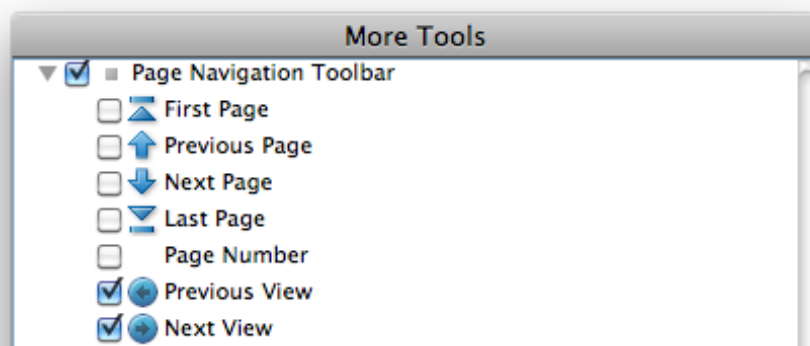 More Tools
Page Navigation Toolbar
First Page
Previous Page
Next Page
Last Page
Page Number
Previous View
Next View